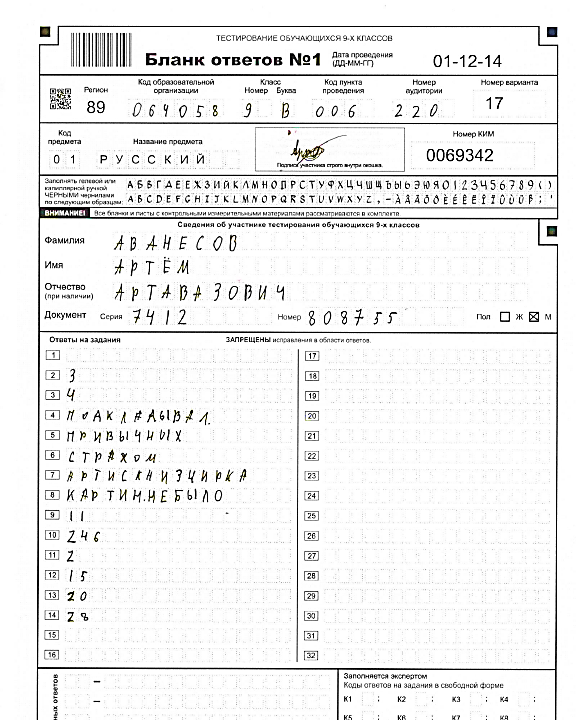 ТЕСТИРОВАНИЕ ОБУЧАЮЩИХСЯ 9-Х КЛАССОВ
Бланк ответов №1
Дата проведения (ДД-ММ-ГГ)
01-12-14
Регион
89
Код образовательной организации
064058
Класс
Номер Буква
9 В
Код пункта проведения
006
Номер аудитории
220
Номер варианта
17
Код предмета
01
Название предмета
РУССКИЙ
Подпись участника строго внутри окошка.
Номер КИМ
0069342
Заполнять гелевой или капиллярной ручкой ЧЕРНЫМИ чернилами по следующим образцам:
ВНИМАНИЕ! Все бланки и листы с контрольными измерительными материалами рассматриваются в комплекте
Сведения об участнике тестирования обучающихся 9-х классов
Фамилия АВАНЕСОВ
Имя АРТЁМ
Отчество (при наличии) АРТАВАЗОВИЧ
Документ Серия 7412 Номер 808755 Пол Ж М
Ответы на задания ЗАПРЕЩЕНЫ исправления в области ответов.
1 17
2 3 18
3 4 19
4 20
5 ПРИВЫЧНЫХ 21
6 СТРАХОМ 22
7 АРТИСКИИЗЦИРКА 23
8 КАРТИН.НЕБЫЛО 24
9 11 25
10 246 26
11 2 27
12 15 28
13 20 29
14 28 30
15 31
16 32
Заполняется экспертом
Коды ответов на задания в свободной форме
К1 ; К2 ; К3 ; К4 ;
К5 ; К7 ; К9 ; К8 ;